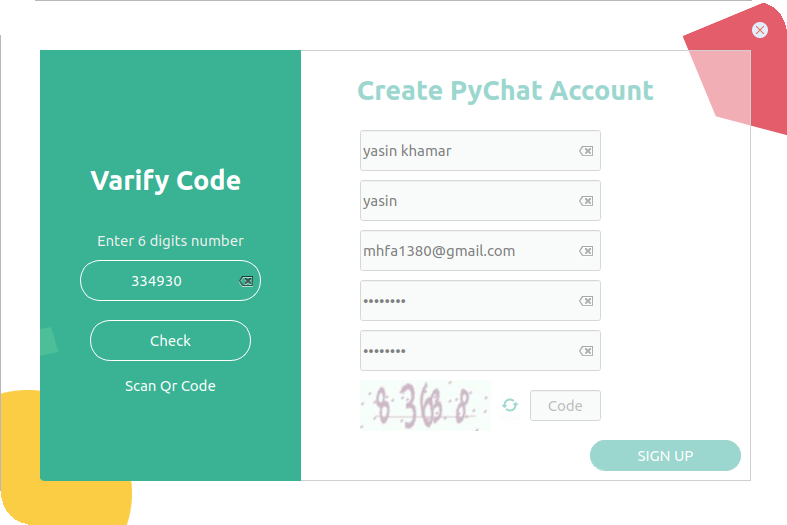 Create PyChat Account
Varify Code
Enter 6 digits number
334930
Check
Scan Qr Code
yasin khamar
yasin
mhfa1380@gmail.com
••••••••
••••••••
Code
SIGN UP